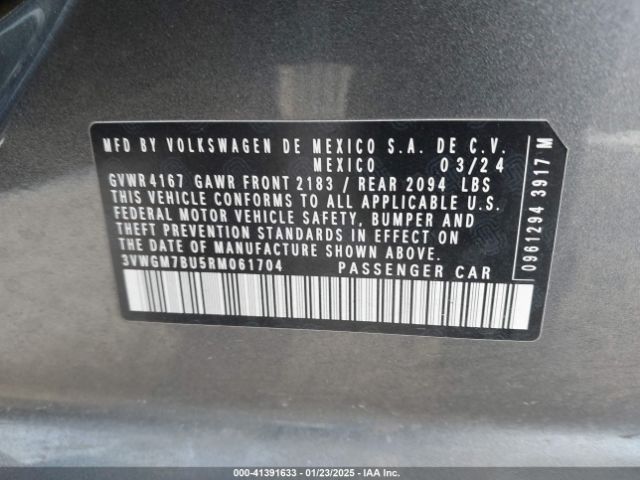 MFD BY VOLKSWAGEN DE MEXICO S.A. DE C.V.
MEXICO 03/24
GVWR 4167 GAWR FRONT 2183 / REAR 2094 LBS
THIS VEHICLE CONFORMS TO ALL APPLICABLE U.S.
FEDERAL MOTOR VEHICLE SAFETY, BUMPER AND
THEFT PREVENTION STANDARDS IN EFFECT ON
THE DATE OF MANUFACTURE SHOWN ABOVE.
3VWGM7BU5RM061704 PASSENGER CAR
0961294 3917 M
000-41391633 - 01/23/2025 - IAA Inc.